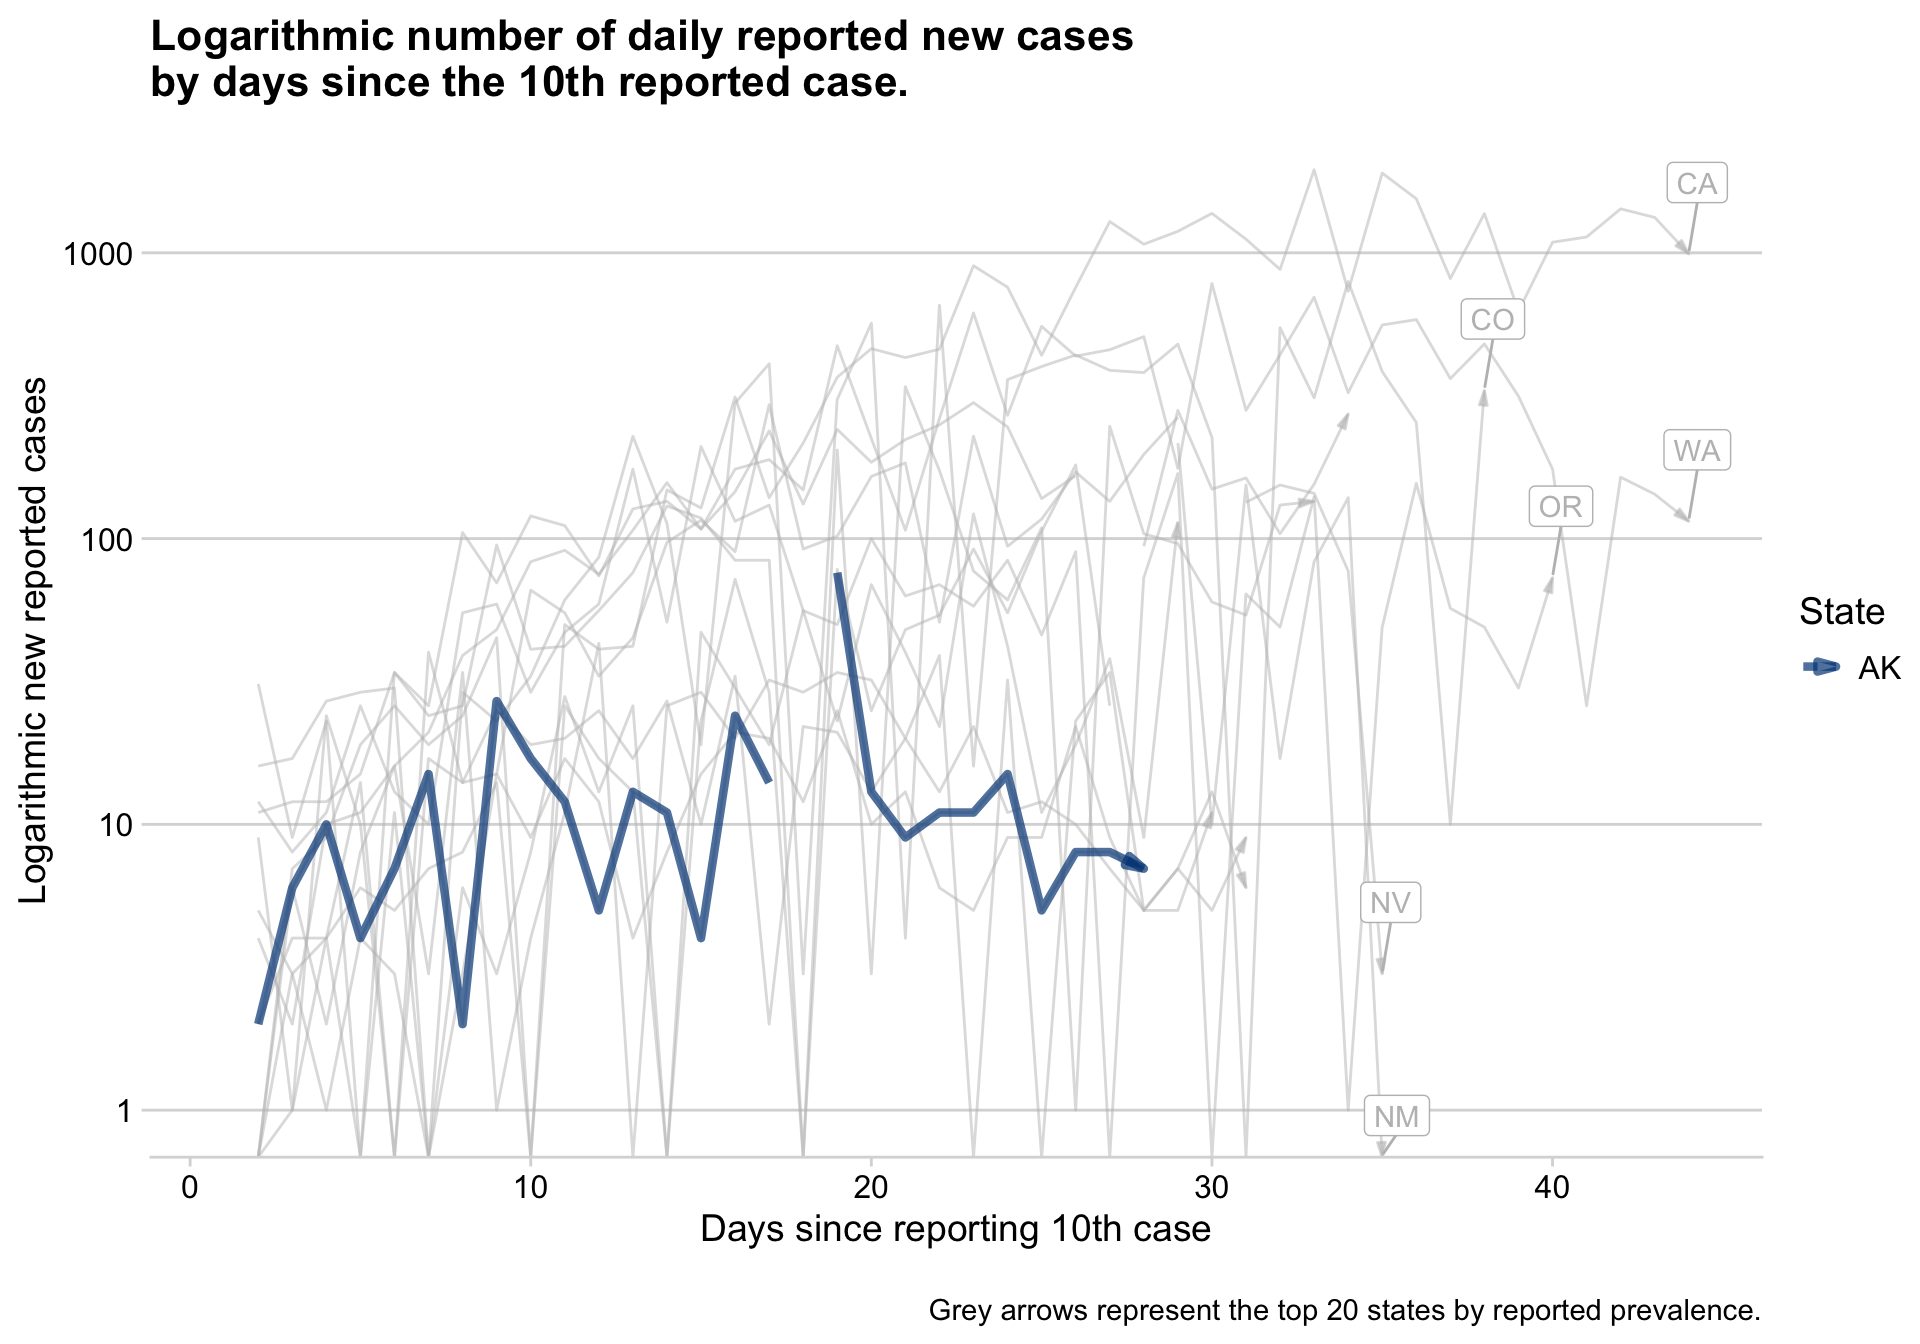 Logarithmic number of daily reported new cases
by days since the 10th reported case.
Logarithmic new reported cases
1000
100
10
1
CA
CO
WA
OR
NV
NM
State
AK
0 10 20 30 40
Days since reporting 10th case
Grey arrows represent the top 20 states by reported prevalence.